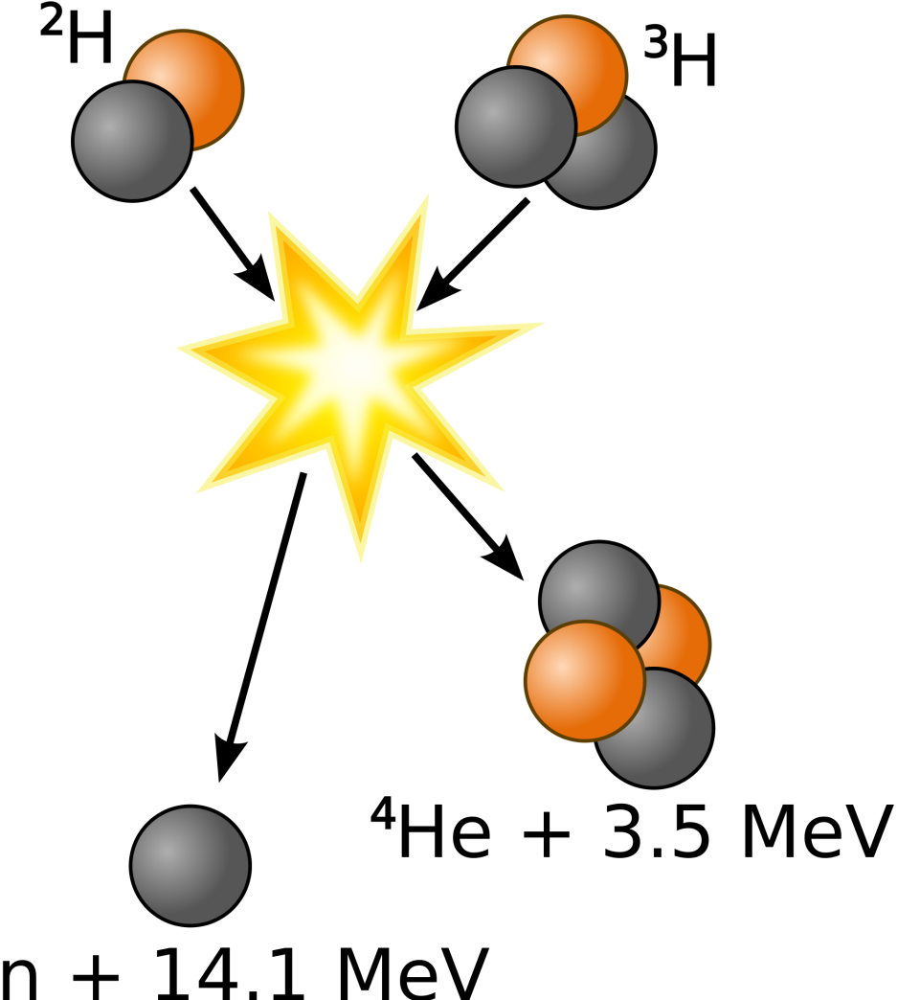 ²H
³H
⁴He + 3.5 MeV
n + 14.1 MeV